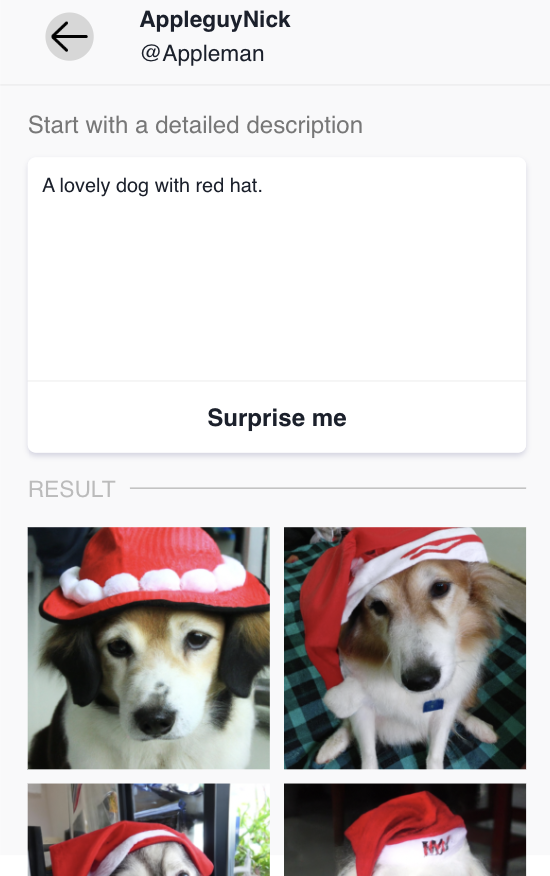 AppleguyNick
@Appleman
Start with a detailed description
A lovely dog with red hat.
Surprise me
RESULT